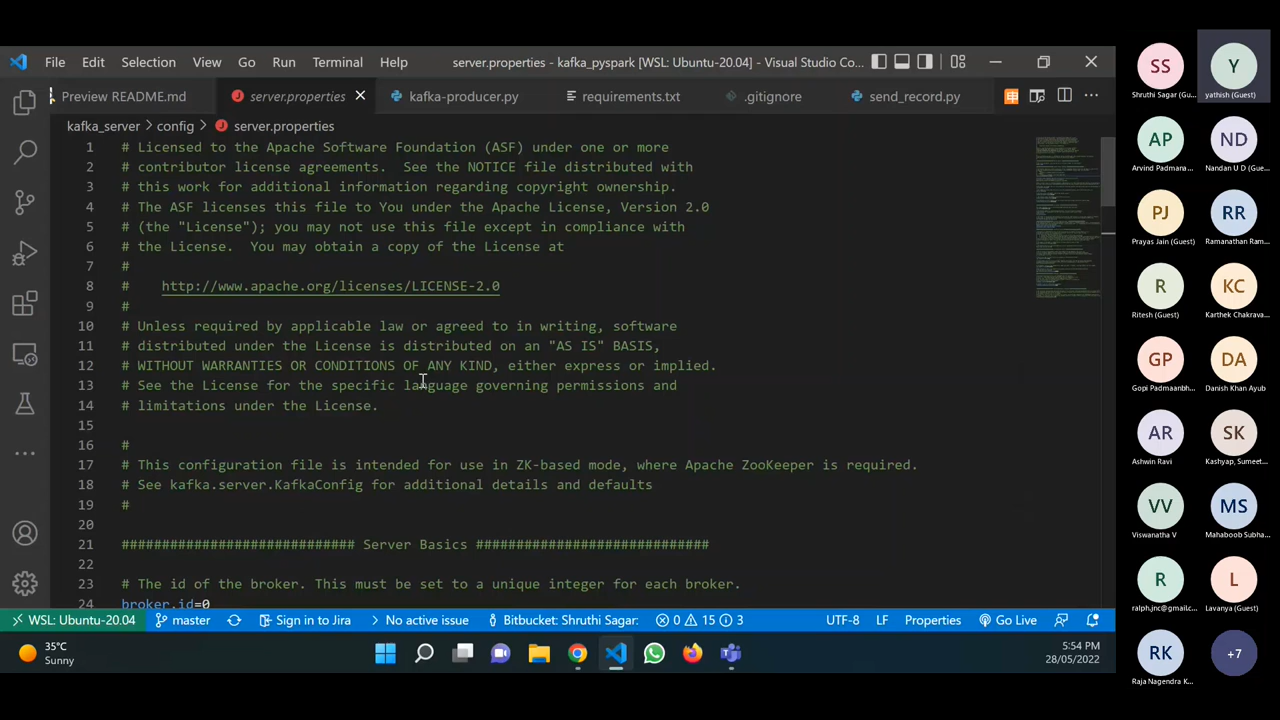 File Edit Selection View Go Run Terminal Help server.properties - kafka_pyspark [WSL: Ubuntu-20.04] - Visual Studio Co...
Preview README.md server.properties kafka-producer.py requirements.txt .gitignore send_record.py
kafka_server > config > server.properties
1 # Licensed to the Apache Software Foundation (ASF) under one or more
2 # contributor license agree See the NOTICE file distributed with
3 # this work for additional information regarding copyright ownership.
4 # The ASF licenses this file You under the Apache License, Version 2.0
5 # (the "License"); you may not use this file except in compliance with
6 # the License.  You may obtain a copy of the License at
7 #
8 #    http://www.apache.org/licenses/LICENSE-2.0
9 #
10 # Unless required by applicable law or agreed to in writing, software
11 # distributed under the License is distributed on an "AS IS" BASIS,
12 # WITHOUT WARRANTIES OR CONDITIONS OF ANY KIND, either express or implied.
13 # See the License for the specific language governing permissions and
14 # limitations under the License.
15
16 #
17 # This configuration file is intended for use in ZK-based mode, where Apache ZooKeeper is required.
18 # See kafka.server.KafkaConfig for additional details and defaults
19 #
20
21 ############################# Server Basics #############################
22
23 # The id of the broker. This must be set to a unique integer for each broker.
24 broker.id=0
WSL: Ubuntu-20.04 master Sign in to Jira > No active issue Bitbucket: Shruthi Sagar: 0 15 3 UTF-8 LF Properties Go Live
35°C
Sunny
5:54 PM
28/05/2022
SS Y
Shruthi Sagar (Gu... yathish (Guest)
AP ND
Arvind Padmana... Nandan U D (Gue...
PJ RR
Prayas Jain (Guest) Ramanathan Ram...
R KC
Ritesh (Guest) Karthek Chakrava...
GP DA
Gopi Padmaanbh... Danish Khan Ayub
AR SK
Ashwin Ravi Kashyap, Sumeet...
VV MS
Viswanatha V Mahaboob Subha...
R L
ralph.jnc@gmailc... Lavanya (Guest)
RK +7
Raja Nagendra K...